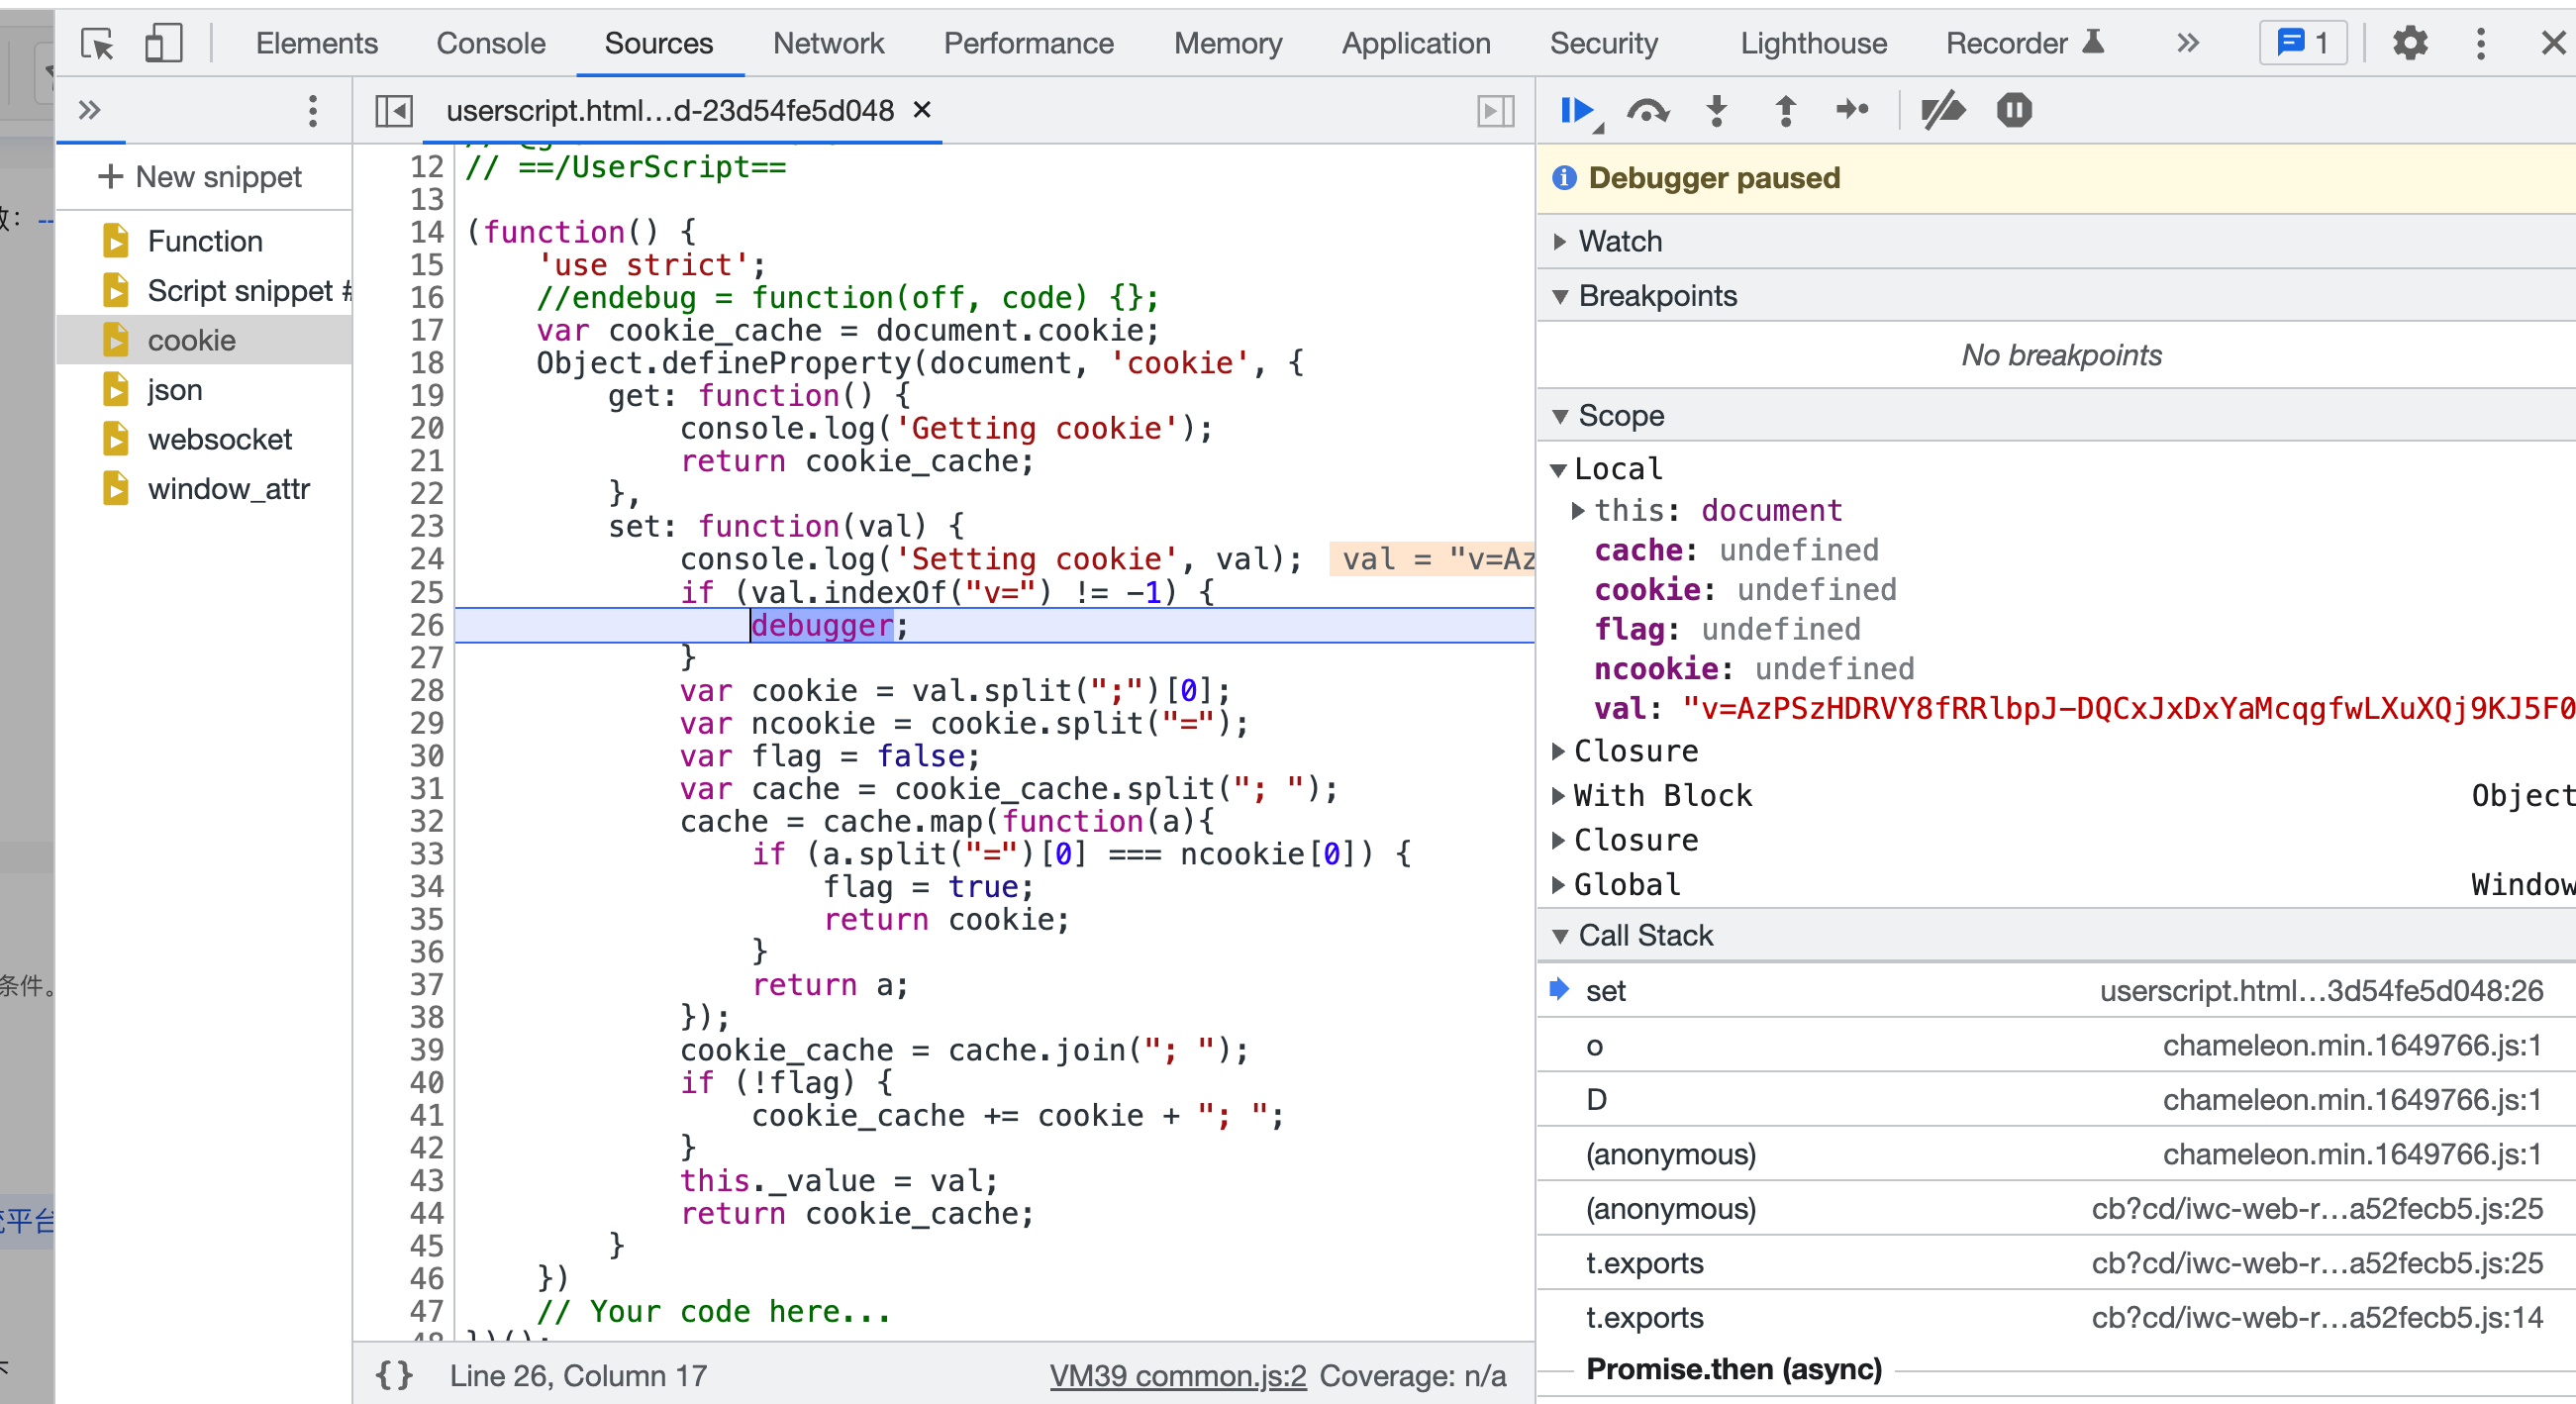 Elements Console Sources Network Performance Memory Application Security Lighthouse Recorder 1
userscript.html...d-23d54fe5d048
New snippet
Function
Script snippet #
cookie
json
websocket
window_attr
12 // ==/UserScript==
13
14 (function() {
15 'use strict';
16 //endebug = function(off, code) {};
17 var cookie_cache = document.cookie;
18 Object.defineProperty(document, 'cookie', {
19 get: function() {
20 console.log('Getting cookie');
21 return cookie_cache;
22 },
23 set: function(val) {
24 console.log('Setting cookie', val); val = "v=Az
25 if (val.indexOf("v=") != -1) {
26 debugger;
27 }
28 var cookie = val.split(";")[0];
29 var ncookie = cookie.split("=");
30 var flag = false;
31 var cache = cookie_cache.split("; ");
32 cache = cache.map(function(a){
33 if (a.split("=")[0] === ncookie[0]) {
34 flag = true;
35 return cookie;
36 }
37 return a;
38 });
39 cookie_cache = cache.join("; ");
40 if (!flag) {
41 cookie_cache += cookie + "; ";
42 }
43 this._value = val;
44 return cookie_cache;
45 }
46 })
47 // Your code here...
48 })();
{} Line 26, Column 17 VM39 common.js:2 Coverage: n/a
Debugger paused
Watch
Breakpoints
No breakpoints
Scope
Local
this: document
cache: undefined
cookie: undefined
flag: undefined
ncookie: undefined
val: "v=AzPSzHDRVY8fRRlbpJ-DQCxJxDxYaMcqgfwLXuXQj9KJ5F0
Closure
With Block Object
Closure
Global Window
Call Stack
set userscript.html...3d54fe5d048:26
o chameleon.min.1649766.js:1
D chameleon.min.1649766.js:1
(anonymous) chameleon.min.1649766.js:1
(anonymous) cb?cd/iwc-web-r...a52fecb5.js:25
t.exports cb?cd/iwc-web-r...a52fecb5.js:25
t.exports cb?cd/iwc-web-r...a52fecb5.js:14
Promise.then (async)
条件。
平台